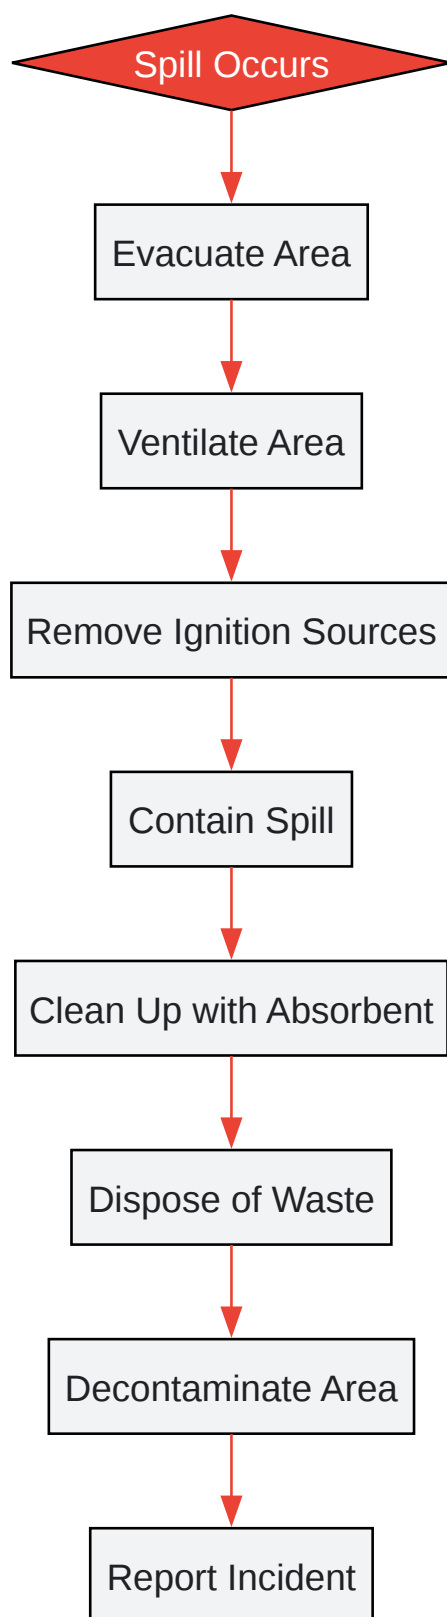 Spill Occurs
Evacuate Area
Ventilate Area
Remove Ignition Sources
Contain Spill
Clean Up with Absorbent
Dispose of Waste
Decontaminate Area
Report Incident